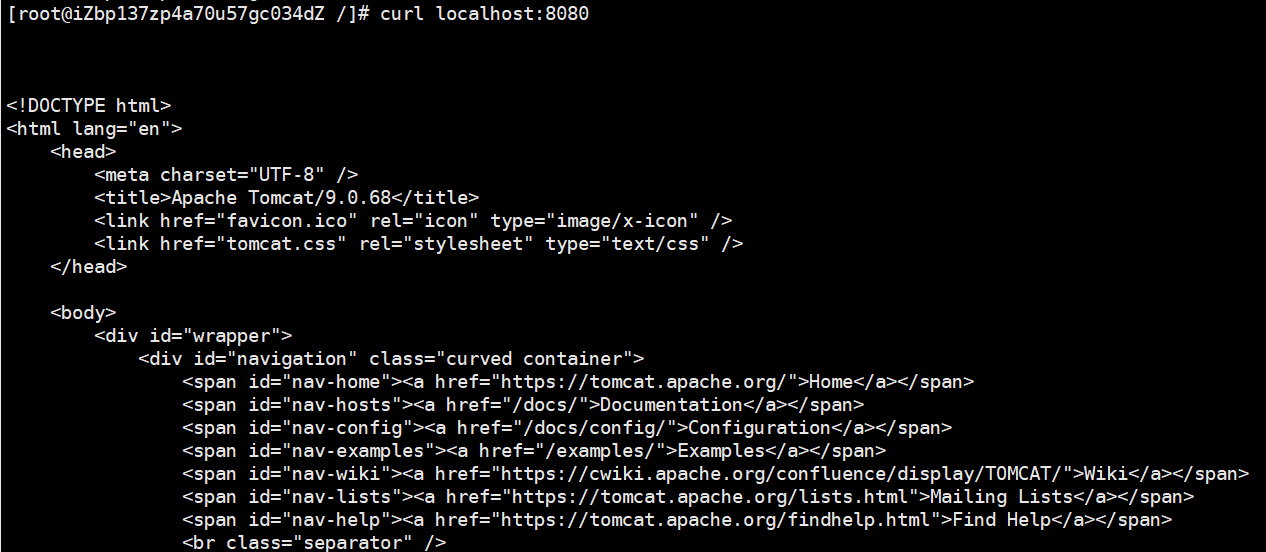 [root@iZbp137zp4a70u57gc034dZ /]# curl localhost:8080
<!DOCTYPE html>
<html lang="en">
    <head>
        <meta charset="UTF-8" />
        <title>Apache Tomcat/9.0.68</title>
        <link href="favicon.ico" rel="icon" type="image/x-icon" />
        <link href="tomcat.css" rel="stylesheet" type="text/css" />
    </head>
    <body>
        <div id="wrapper">
            <div id="navigation" class="curved container">
                <span id="nav-home"><a href="https://tomcat.apache.org/">Home</a></span>
                <span id="nav-hosts"><a href="/docs/">Documentation</a></span>
                <span id="nav-config"><a href="/docs/config/">Configuration</a></span>
                <span id="nav-examples"><a href="/examples/">Examples</a></span>
                <span id="nav-wiki"><a href="https://cwiki.apache.org/confluence/display/TOMCAT/">Wiki</a></span>
                <span id="nav-lists"><a href="https://tomcat.apache.org/lists.html">Mailing Lists</a></span>
                <span id="nav-help"><a href="https://tomcat.apache.org/findhelp.html">Find Help</a></span>
                <br class="separator" />